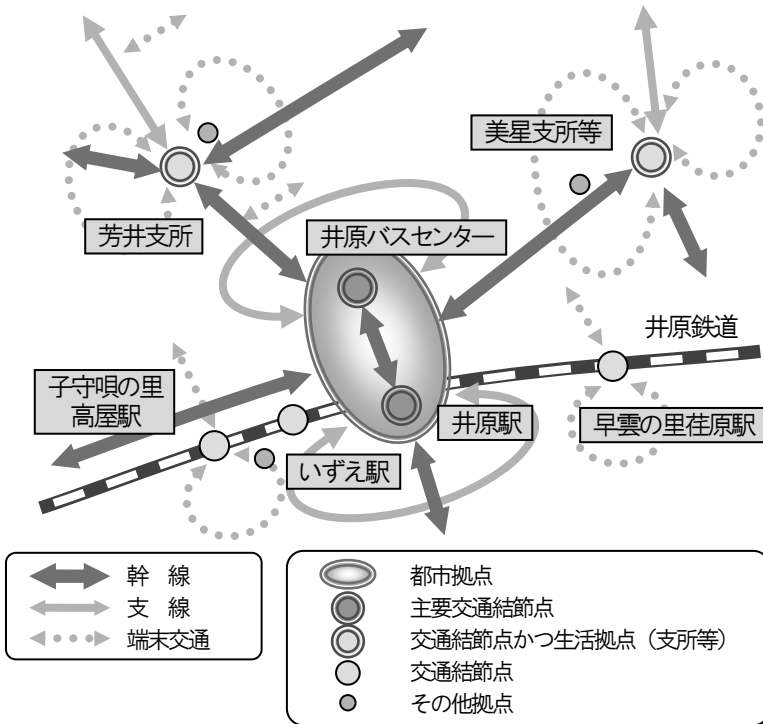 美星支所等
芳井支所
井原バスセンター
井原鉄道
子守唄の里
高屋駅
井原駅
早雲の里荏原駅
いずえ駅
幹　線
支　線
端末交通
都市拠点
主要交通結節点
交通結節点かつ生活拠点（支所等）
交通結節点
その他拠点